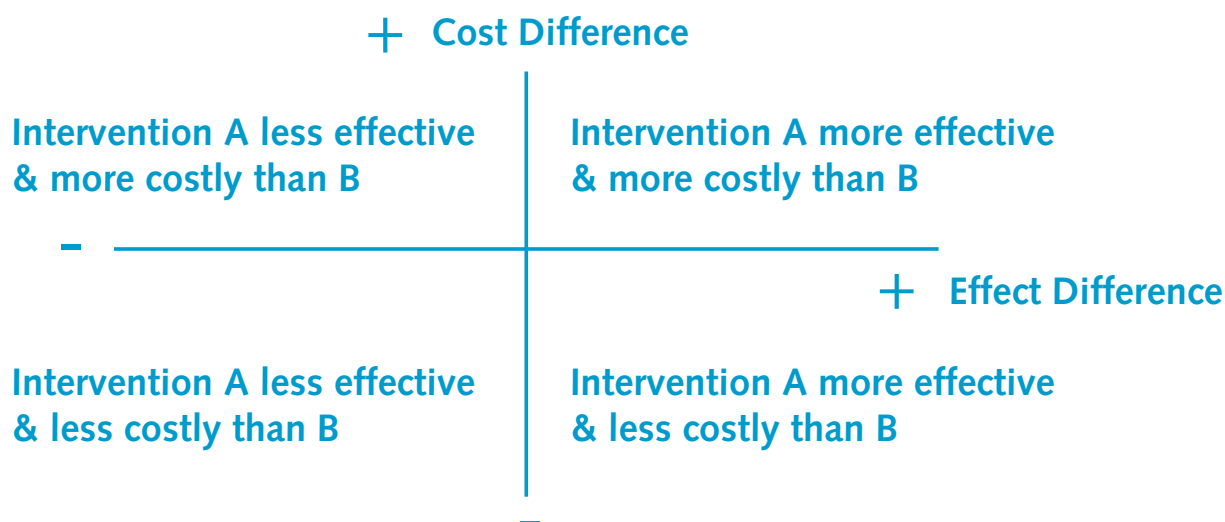 + Cost Difference
Intervention A less effective
& more costly than B
Intervention A more effective
& more costly than B
-
+ Effect Difference
Intervention A less effective
& less costly than B
Intervention A more effective
& less costly than B
-